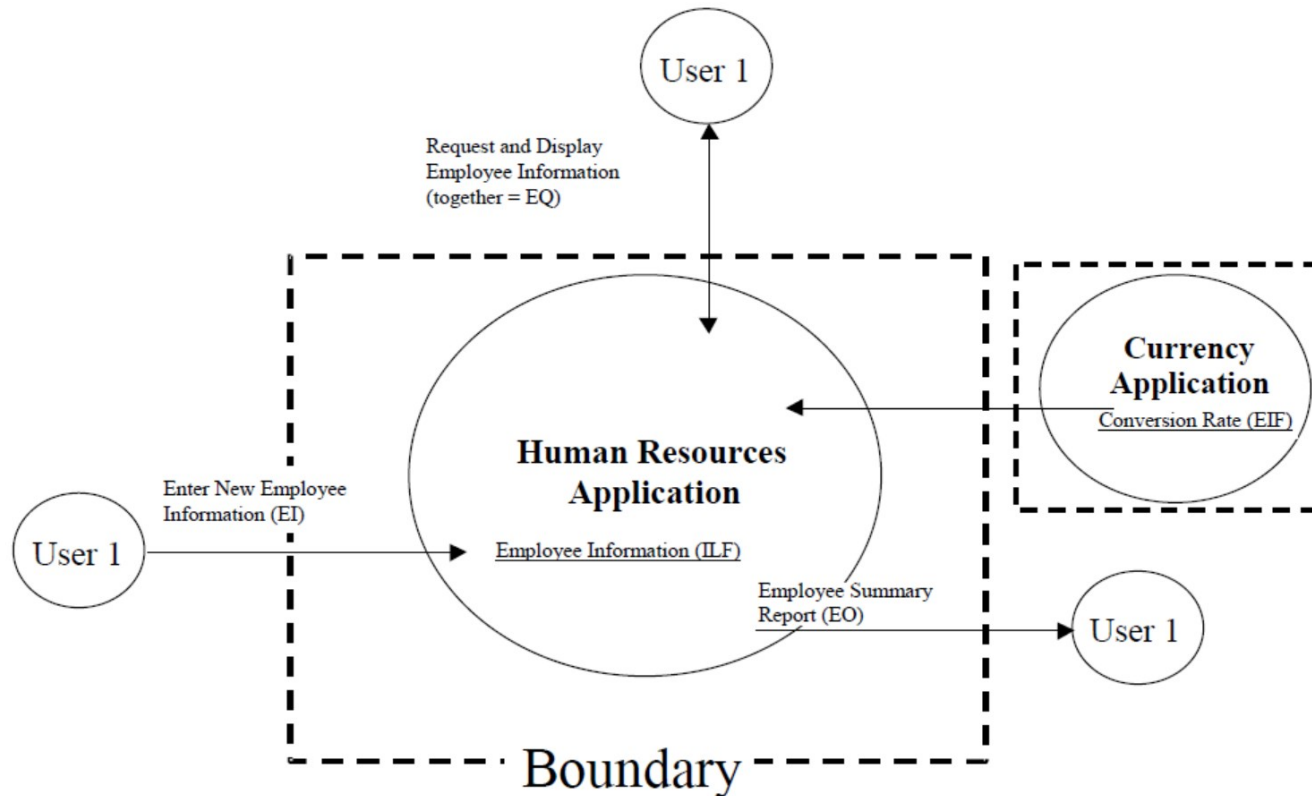 User 1
Request and Display
Employee Information
(together = EQ)
Currency
Application
Conversion Rate (EIF)
Human Resources
Application
Enter New Employee
Information (EI)
User 1
Employee Information (ILF)
Employee Summary
Report (EO)
User 1
Boundary